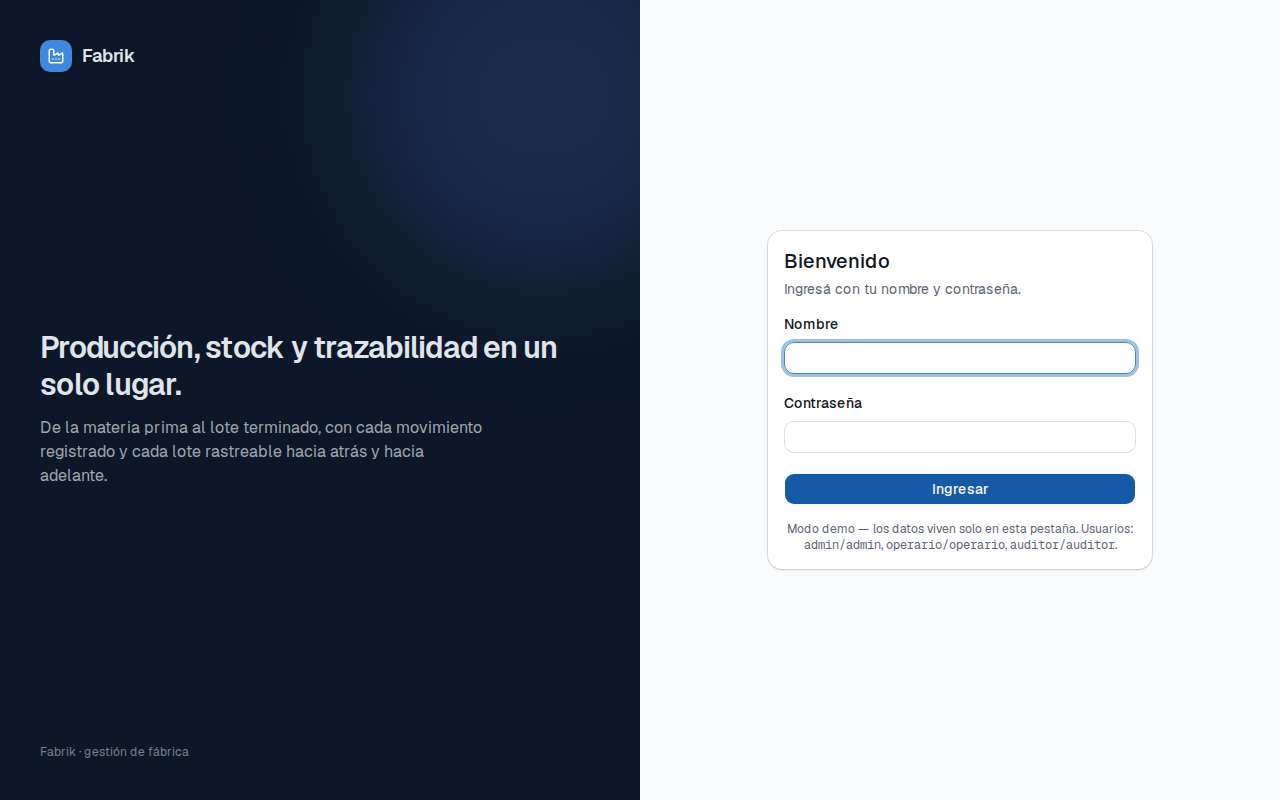 Fabrik
Producción, stock y trazabilidad en un
solo lugar.
De la materia prima al lote terminado, con cada movimiento
registrado y cada lote rastreable hacia atrás y hacia
adelante.
Fabrik · gestión de fábrica
Bienvenido
Ingresá con tu nombre y contraseña.
Nombre
Contraseña
Ingresar
Modo demo — los datos viven solo en esta pestaña. Usuarios:
admin/admin, operario/operario, auditor/auditor.